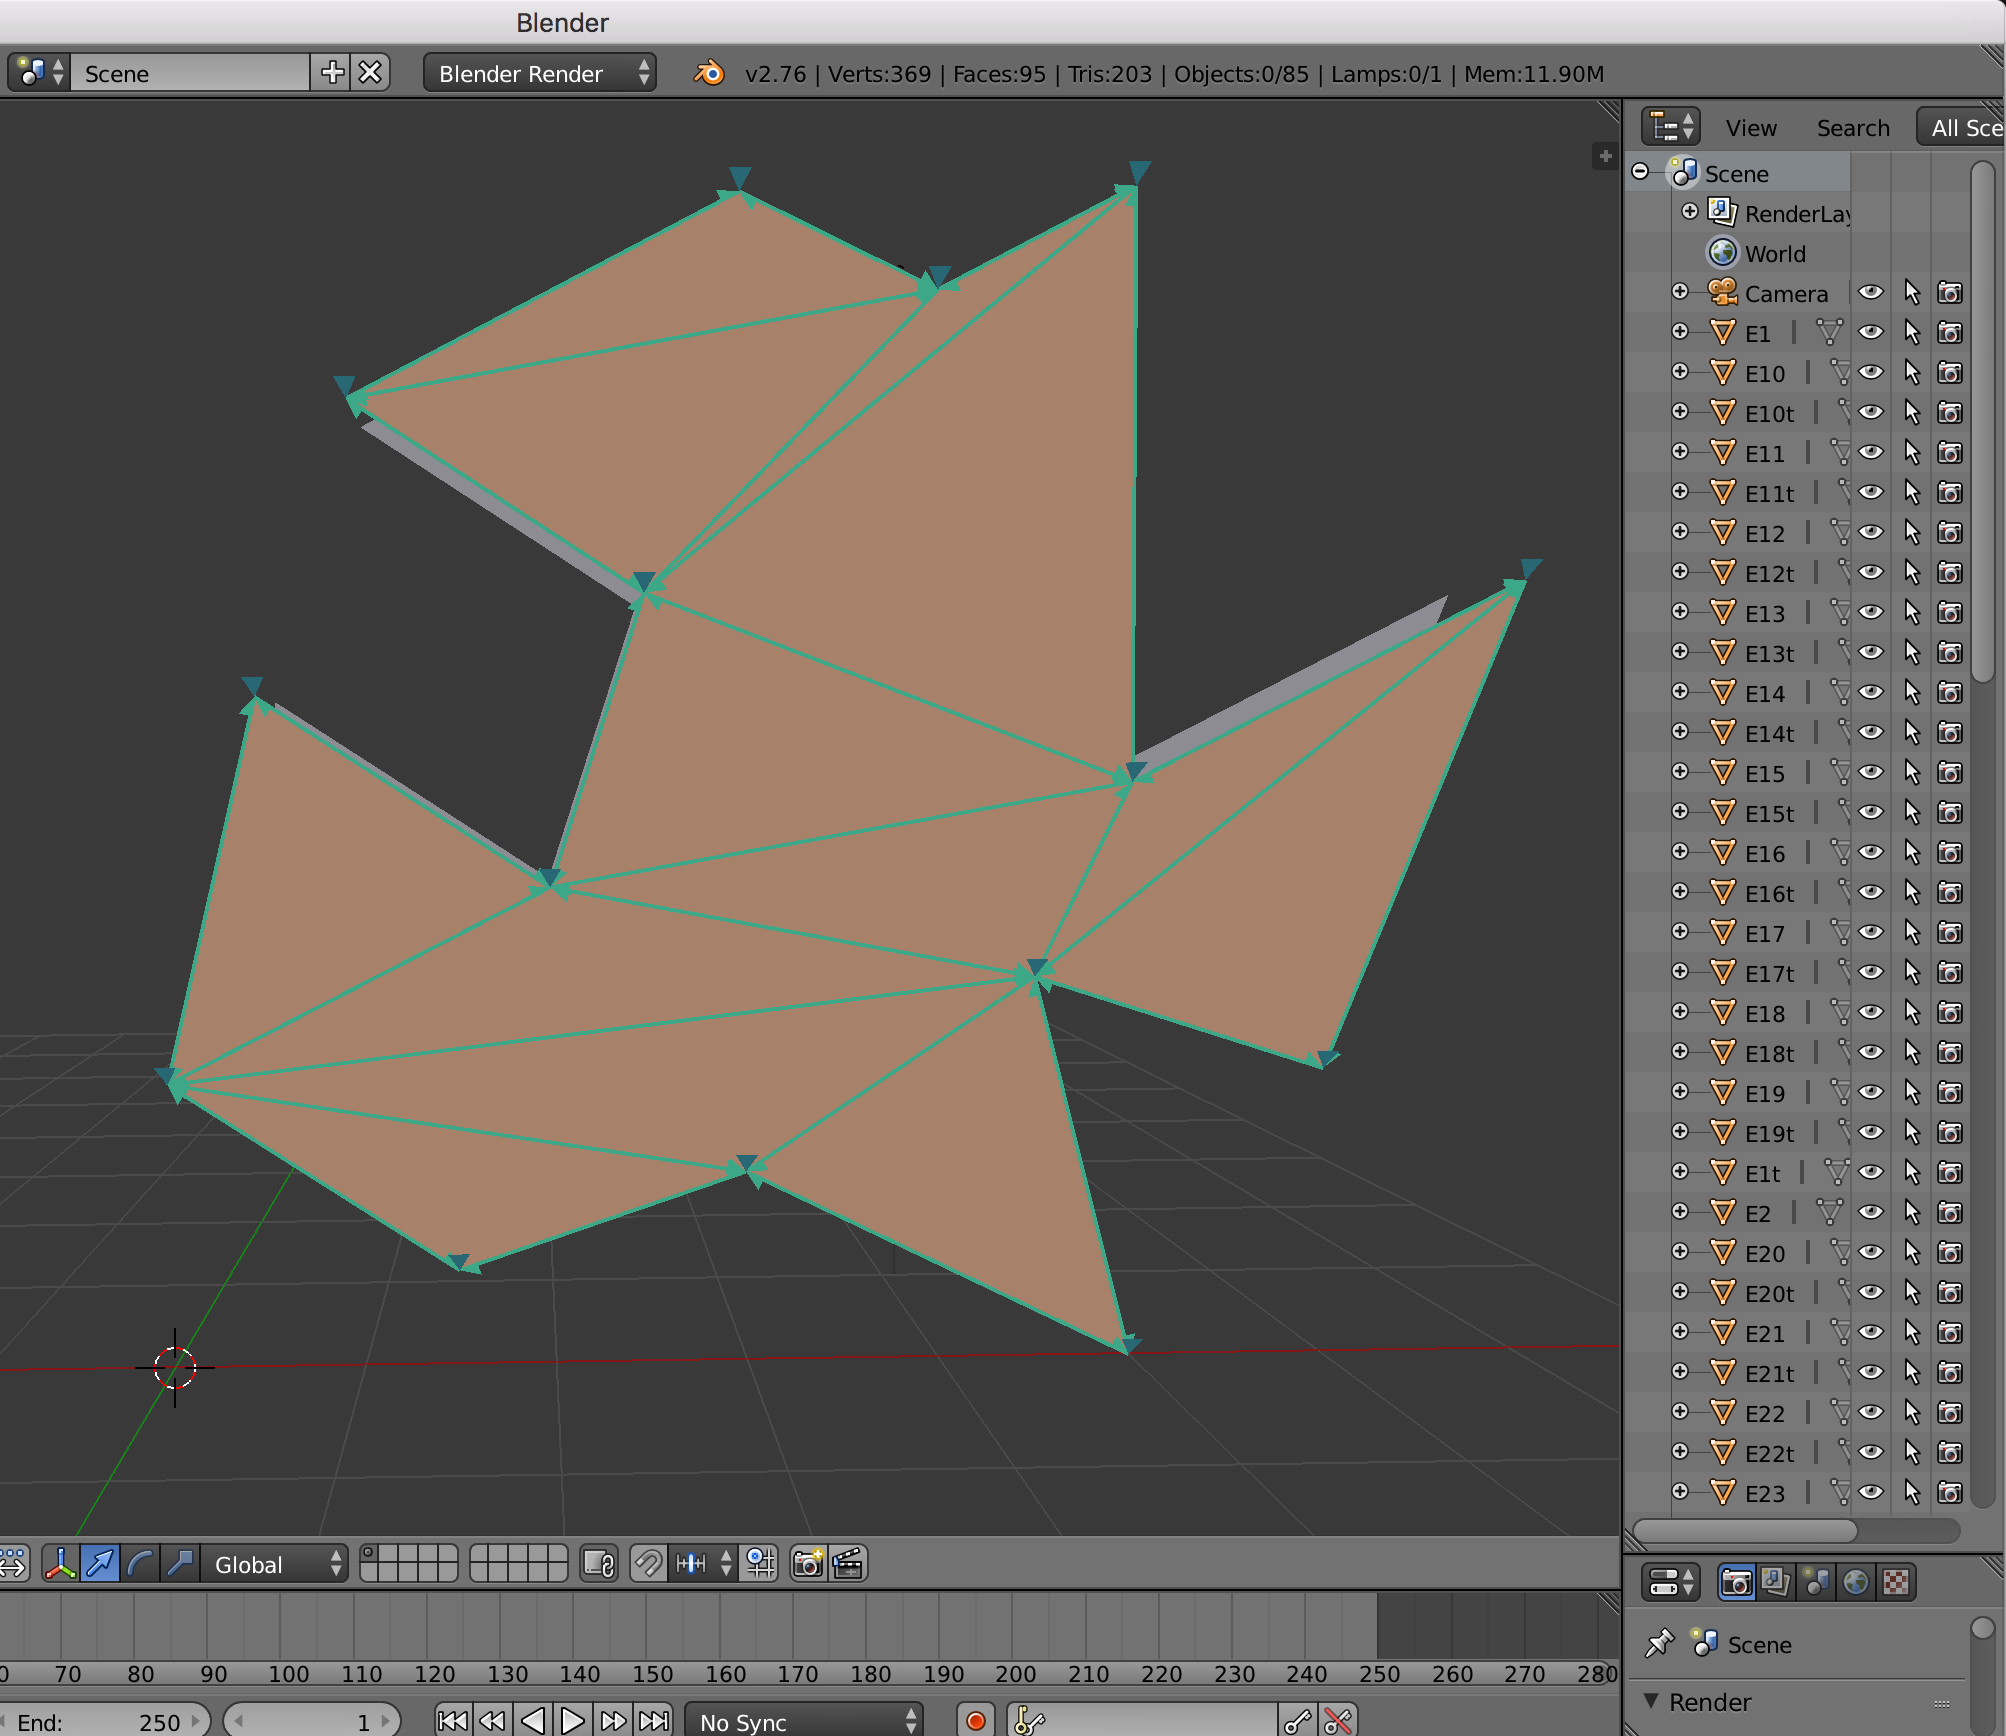 Blender
Scene
Blender Render
v2.76 | Verts:369 | Faces:95 | Tris:203 | Objects:0/85 | Lamps:0/1 | Mem:11.90M
View Search All Sce
Scene
RenderLay
World
Camera
E1
E10
E10t
E11
E11t
E12
E12t
E13
E13t
E14
E14t
E15
E15t
E16
E16t
E17
E17t
E18
E18t
E19
E19t
E1t
E2
E20
E20t
E21
E21t
E22
E22t
E23
Global
0 70 80 90 100 110 120 130 140 150 160 170 180 190 200 210 220 230 240 250 260 270 280
Scene
Render
End: 250 1 No Sync